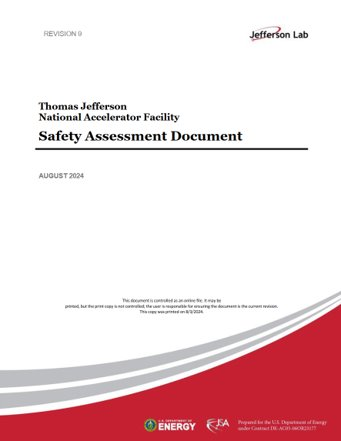 REVISION 9
Jefferson Lab
Thomas Jefferson
National Accelerator Facility
Safety Assessment Document
AUGUST 2024
This document is controlled as an online file. It may be
printed, but the print copy is not controlled; the user is responsible for ensuring the document is the current revision.
This copy was printed on 8/3/2024.
U.S. DEPARTMENT OF
ENERGY
JSA
Prepared for the U.S. Department of Energy
under Contract DE-AC05-06OR23177